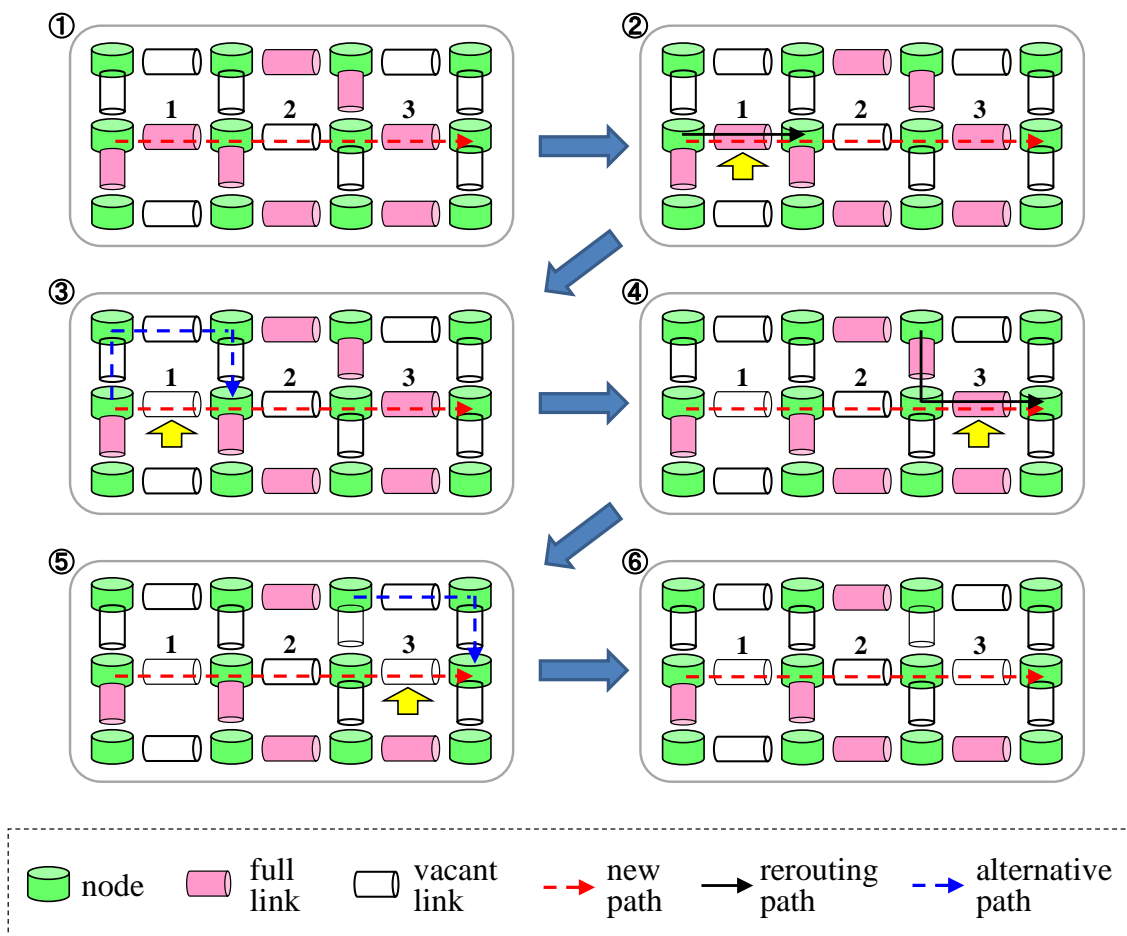 ① ②
1 2 3 1 2 3
③ ④
1 2 3 1 2 3
⑤ ⑥
1 2 3 1 2 3
node
full
link
vacant
link
new
path
rerouting
path
alternative
path